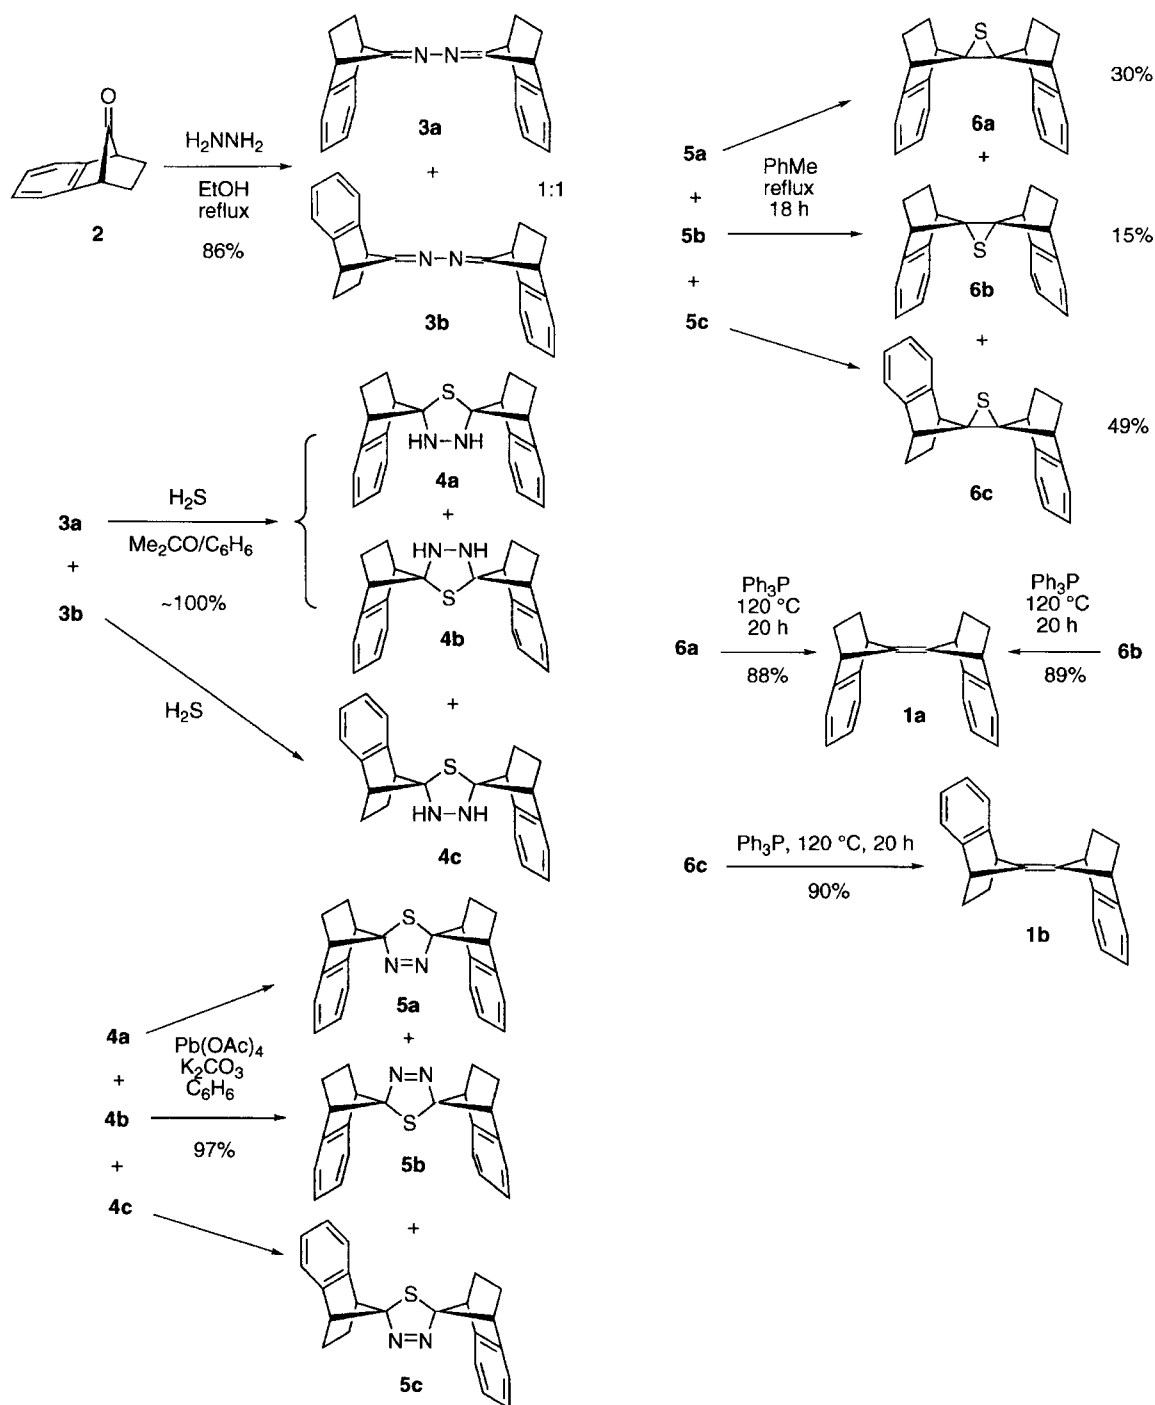 O
2
H₂NNH₂
EtOH
reflux
86%
N–N
3a
+
1:1
N–N
3b
3a
+
3b
H₂S
Me₂CO/C₆H₆
~100%
H₂S
S
HN–NH
4a
+
HN–NH
S
4b
+
S
HN–NH
4c
4a
+
4b
+
4c
Pb(OAc)₄
K₂CO₃
C₆H₆
97%
S
N=N
5a
+
N=N
S
5b
+
S
N=N
5c
5a
+
5b
+
5c
PhMe
reflux
18 h
S
30%
6a
+
S
15%
6b
+
S
49%
6c
6a
Ph₃P
120 °C
20 h
88%
1a
Ph₃P
120 °C
20 h
89%
6b
6c
Ph₃P, 120 °C, 20 h
90%
1b